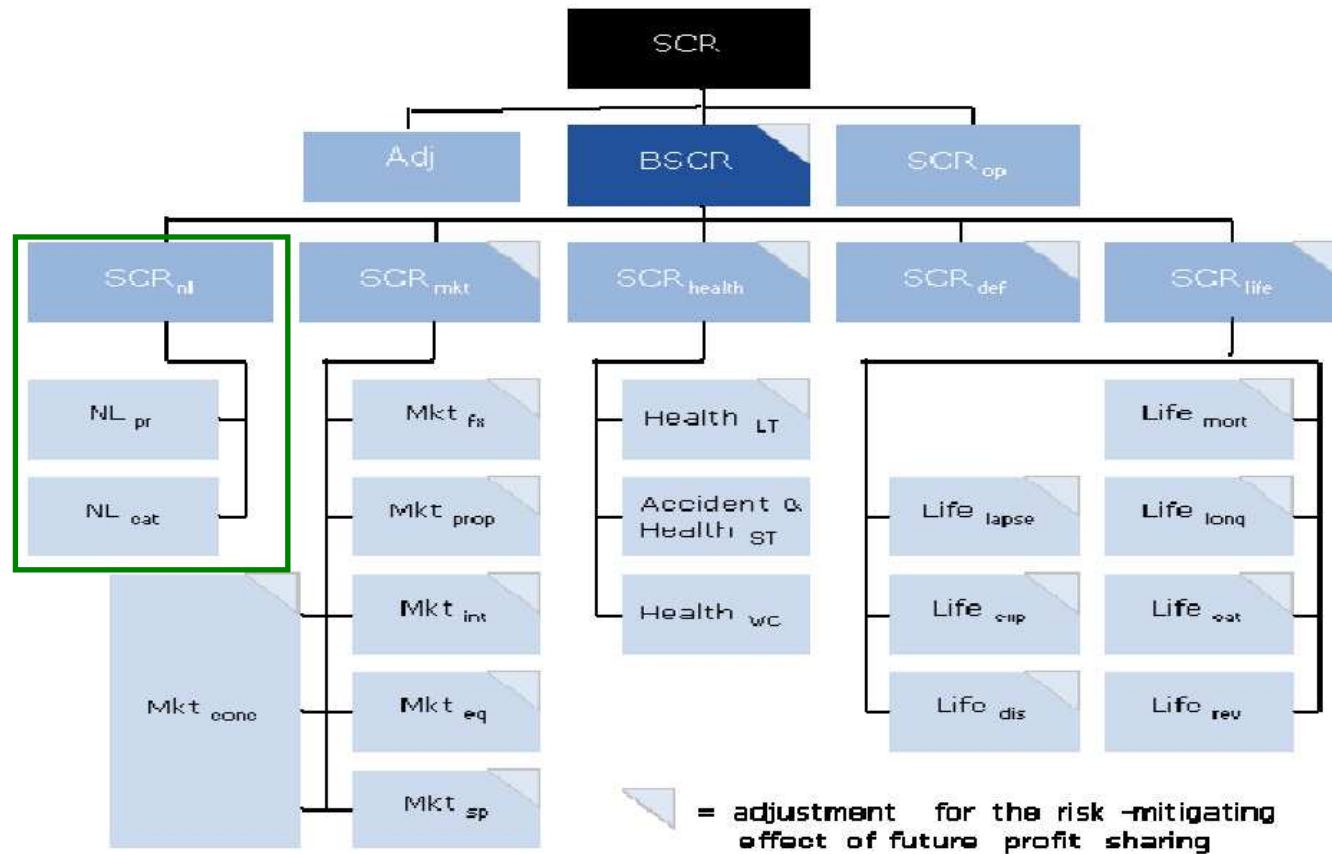 SCR
Adj
BSCR
SCR op
SCR nl
SCR mkt
SCR health
SCR def
SCR life
NL pr
Mkt fx
Health LT
Life mort
NL cat
Mkt prop
Accident &
Health ST
Life lapse
Life long
Mkt conc
Mkt int
Health WC
Life exp
Life cat
Mkt eq
Life dis
Life rev
Mkt sp
= adjustment for the risk -mitigating
effect of future profit sharing